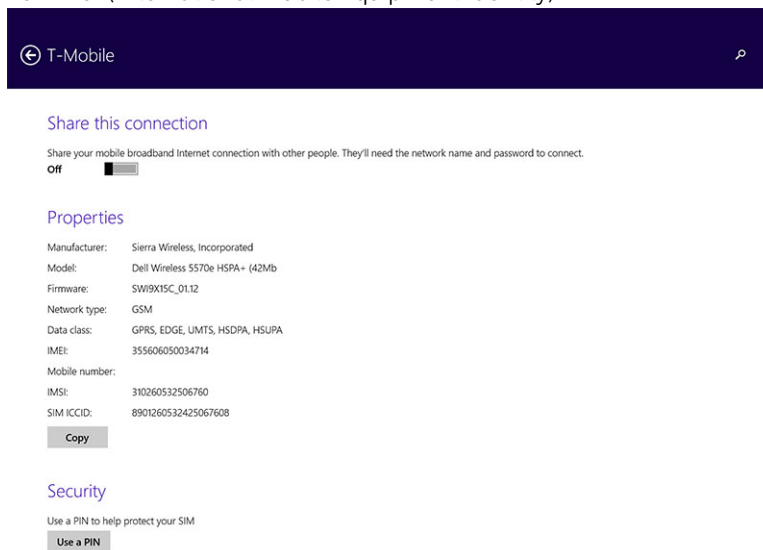 T-Mobile
Share this connection
Share your mobile broadband Internet connection with other people. They'll need the network name and password to connect.
Off
Properties
Manufacturer: Sierra Wireless, Incorporated
Model: Dell Wireless 5570e HSPA+ (42Mb
Firmware: SWI9X15C_01.12
Network type: GSM
Data class: GPRS, EDGE, UMTS, HSDPA, HSUPA
IMEI: 355606050034714
Mobile number:
IMSI: 310260532506760
SIM ICCID: 8901260532425067608
Copy
Security
Use a PIN to help protect your SIM
Use a PIN